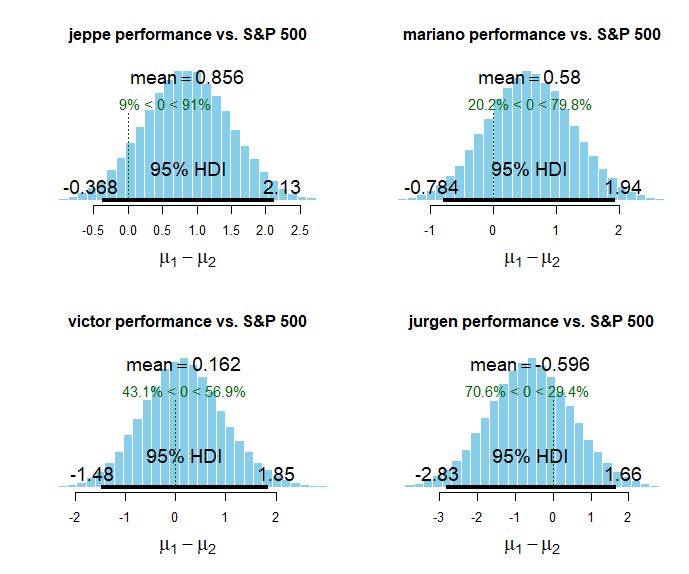 jeppe performance vs. S&P 500
mean = 0.856
9% < 0 < 91%
95% HDI
-0.368 2.13
-0.5 0.0 0.5 1.0 1.5 2.0 2.5
μ1 − μ2
mariano performance vs. S&P 500
mean = 0.58
20.2% < 0 < 79.8%
95% HDI
-0.784 1.94
-1 0 1 2
μ1 − μ2
victor performance vs. S&P 500
mean = 0.162
43.1% < 0 < 56.9%
95% HDI
-1.48 1.85
-2 -1 0 1 2
μ1 − μ2
jurgen performance vs. S&P 500
mean = -0.596
70.6% < 0 < 29.4%
95% HDI
-2.83 1.66
-3 -2 -1 0 1 2
μ1 − μ2